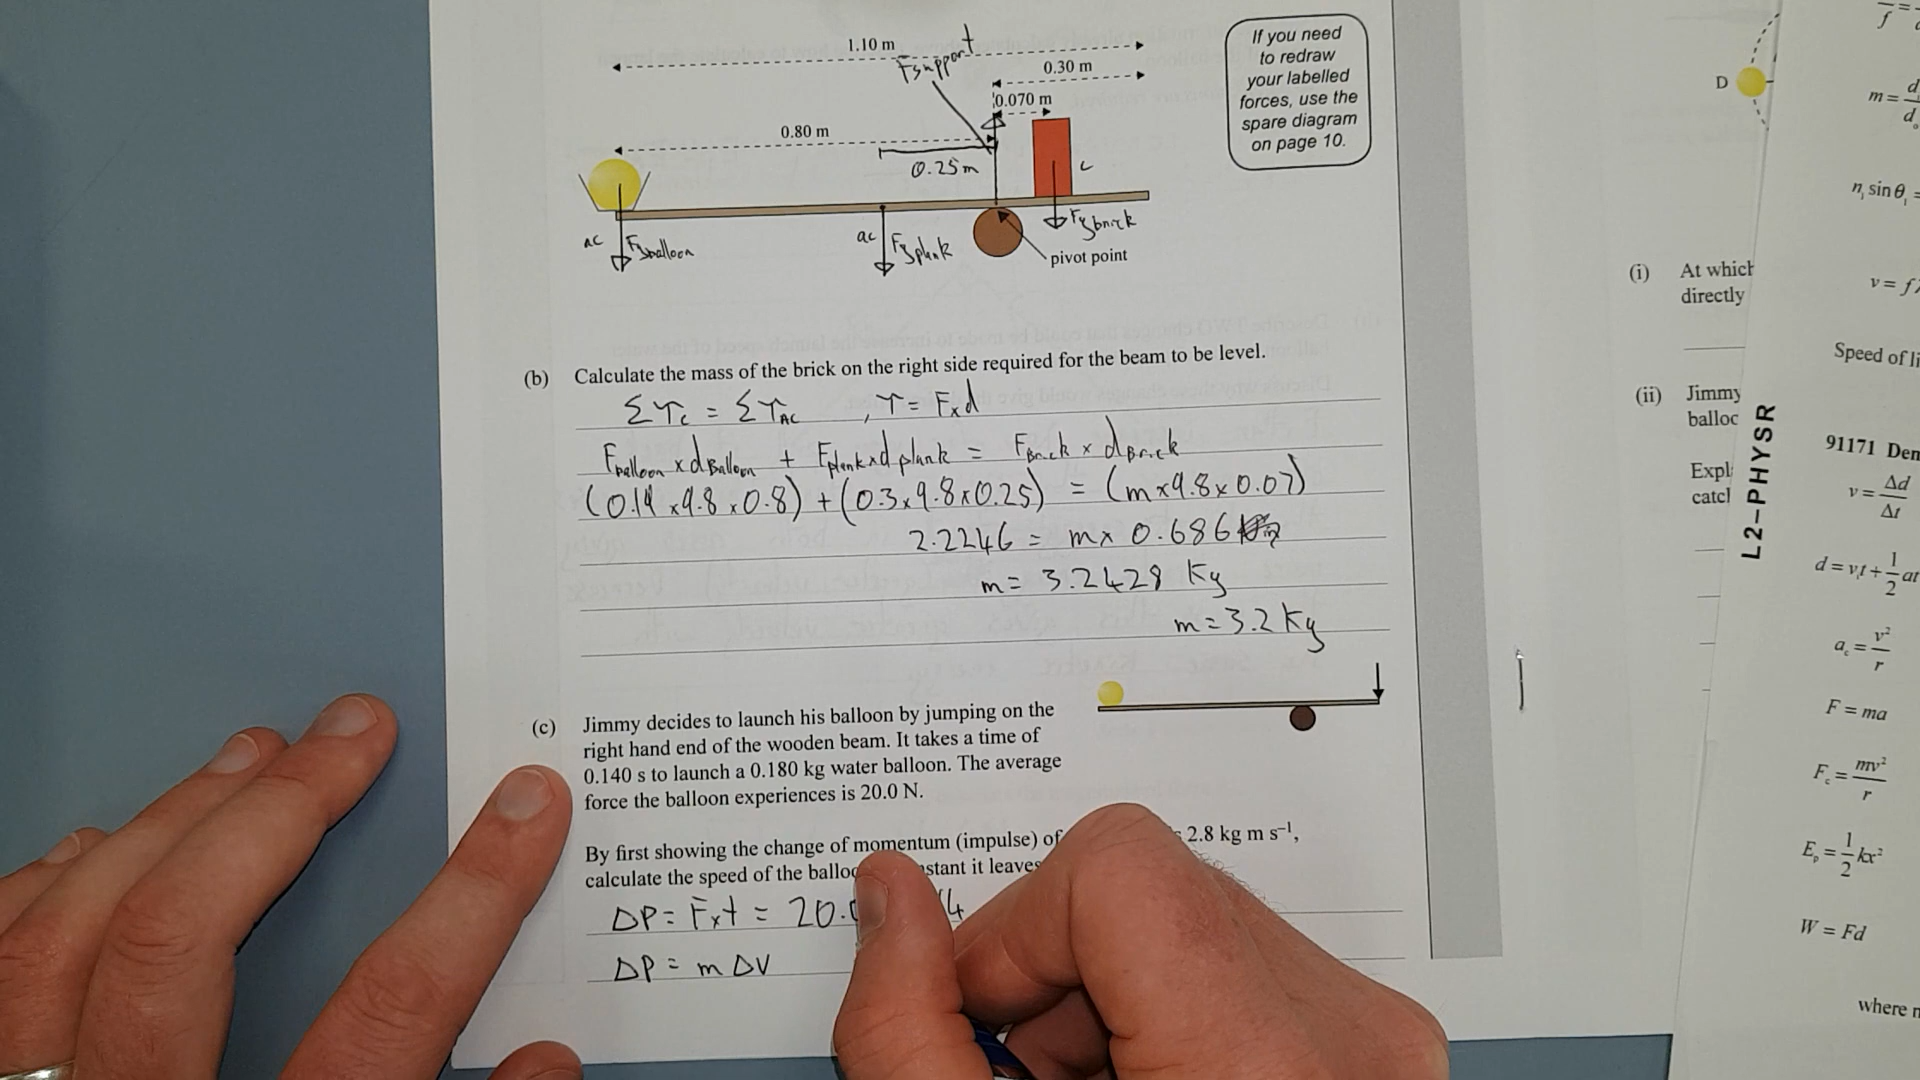 1.10 m
Fsupport
0.30 m
0.070 m
0.80 m
0.25m
c
ac
Fgballoon
ac
Fgplank
Fgbrick
pivot point
If you need
to redraw
your labelled
forces, use the
spare diagram
on page 10.
(b) Calculate the mass of the brick on the right side required for the beam to be level.
Στc = ΣτAC , τ = F×d
Fballoon × dBalloon + Fplank×d plank = FBrick × dBrick
(0.14 ×9.8 ×0.8) + (0.3×9.8×0.25) = (m×9.8×0.07)
2.2246 = m× 0.686
m= 3.2428 Kg
m=3.2 Kg
(c) Jimmy decides to launch his balloon by jumping on the
right hand end of the wooden beam. It takes a time of
0.140 s to launch a 0.180 kg water balloon. The average
force the balloon experiences is 20.0 N.
By first showing the change of momentum (impulse) of 2.8 kg m s⁻¹,
calculate the speed of the stant it leaves
ΔP= F×t = 20.
ΔP = m ΔV
D
(i) At which
directly
(ii) Jimmy
Expl
catcl
L2–PHYSR
n₁ sin θ₁ =
v = f
Speed of li
91171 Den
v = Δd/Δt
d = vᵢt + 1/2 at
a_c = v²/r
F = ma
F_c = mv²/r
E_p = 1/2 kx²
W = Fd
where